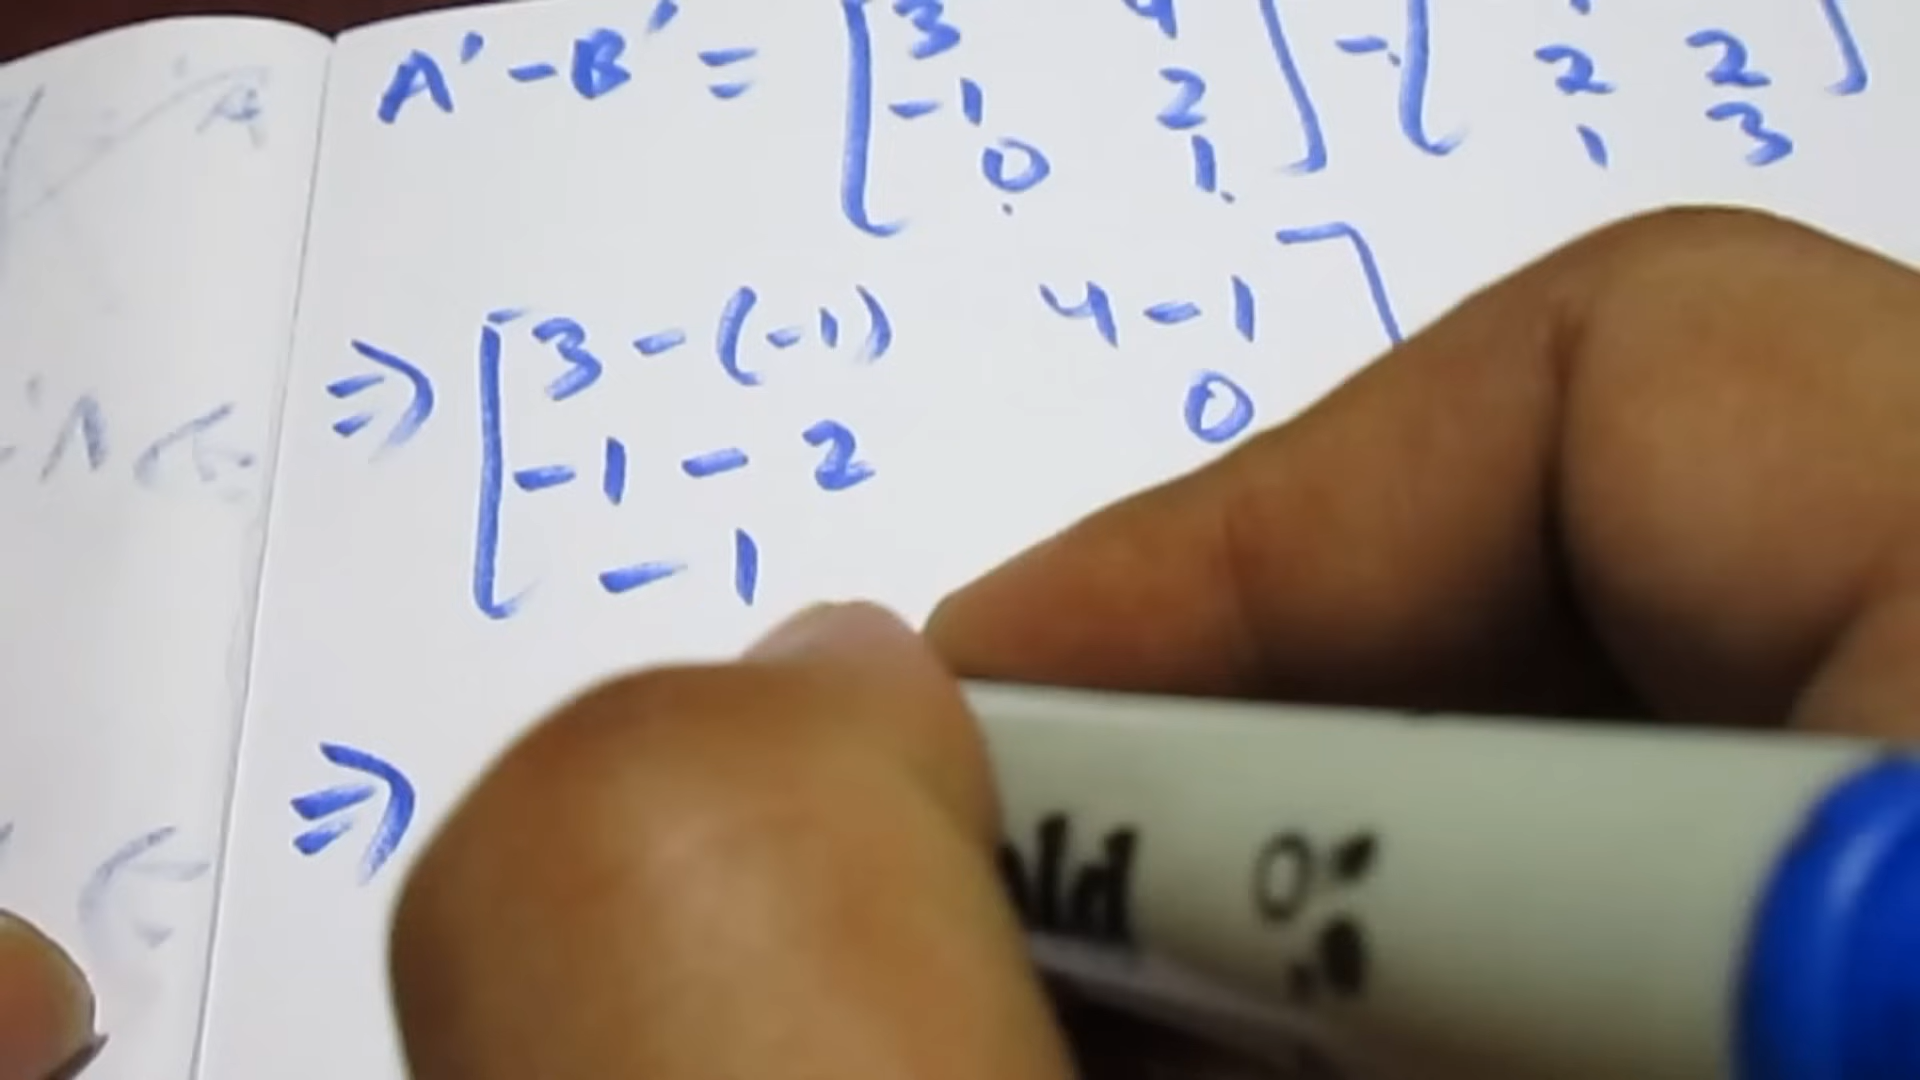 A' - B' = [ 3 4 ] - [
-1 2 2 2
0 1 1 3
⇒ [ 3 - (-1) 4 - 1 ]
-1 - 2 0
- 1
⇒